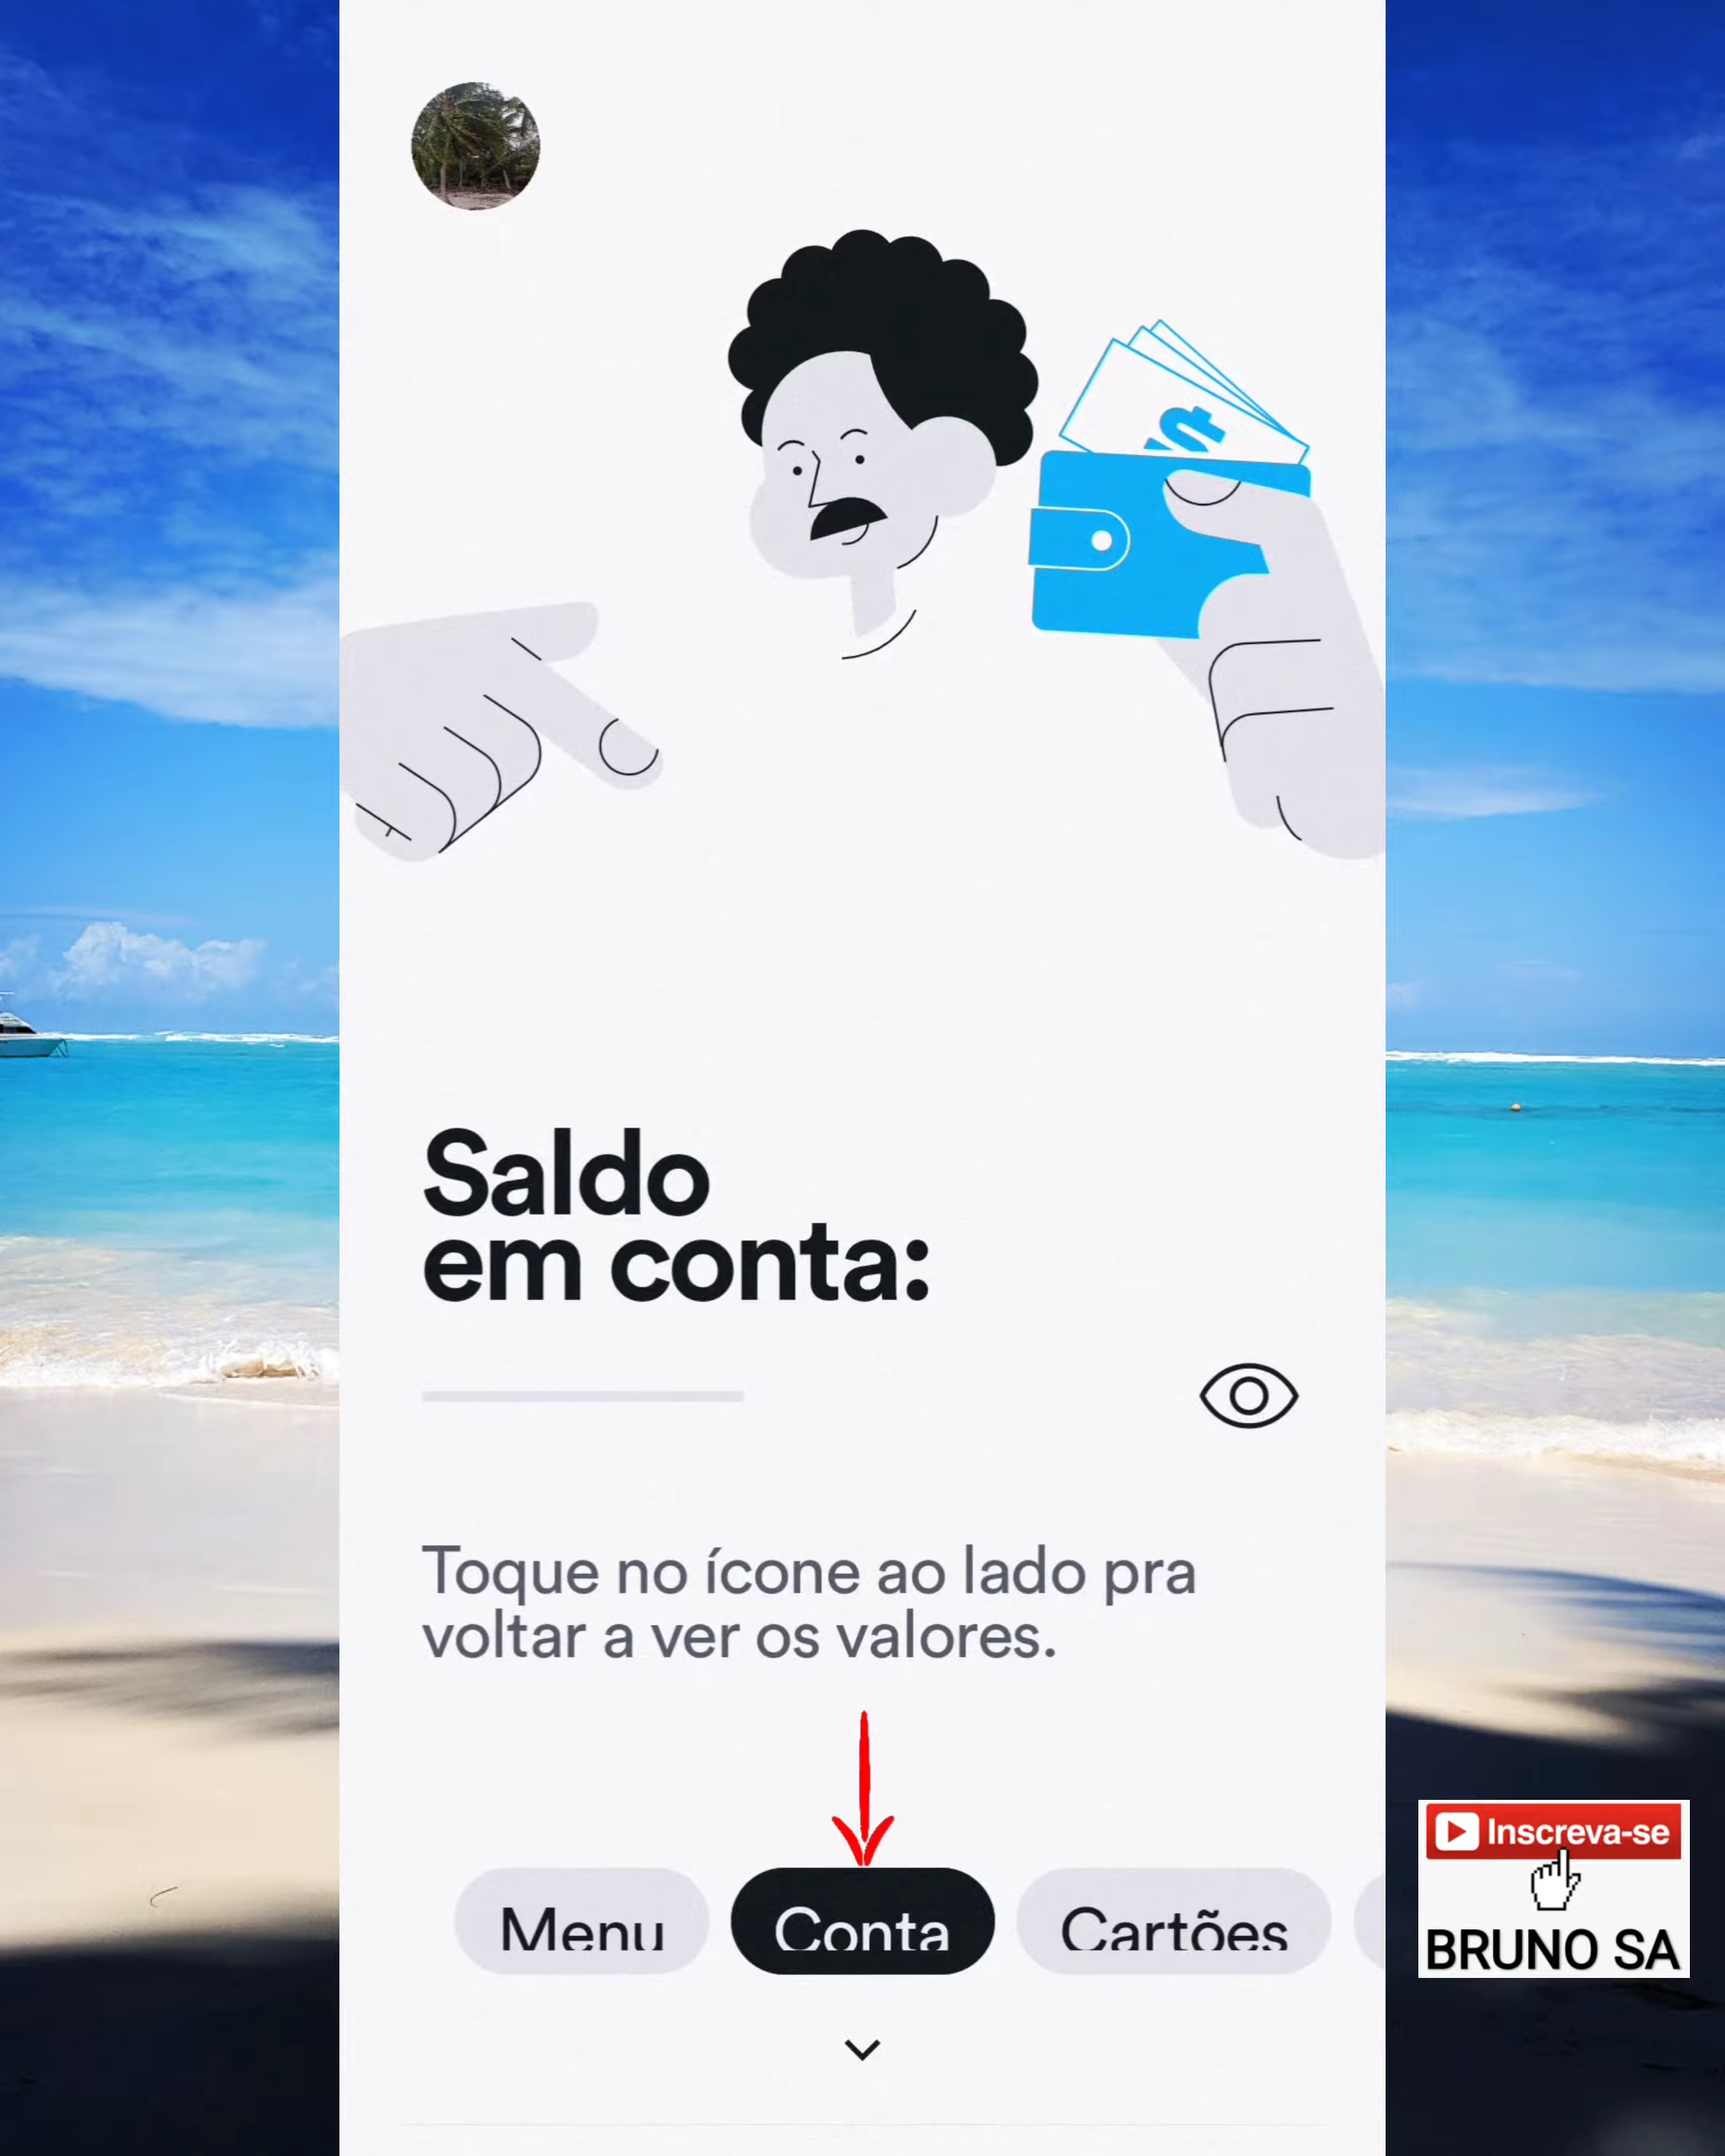 Saldo
em conta:
Toque no ícone ao lado pra
voltar a ver os valores.
Menu
Conta
Cartões
Inscreva-se
BRUNO SA